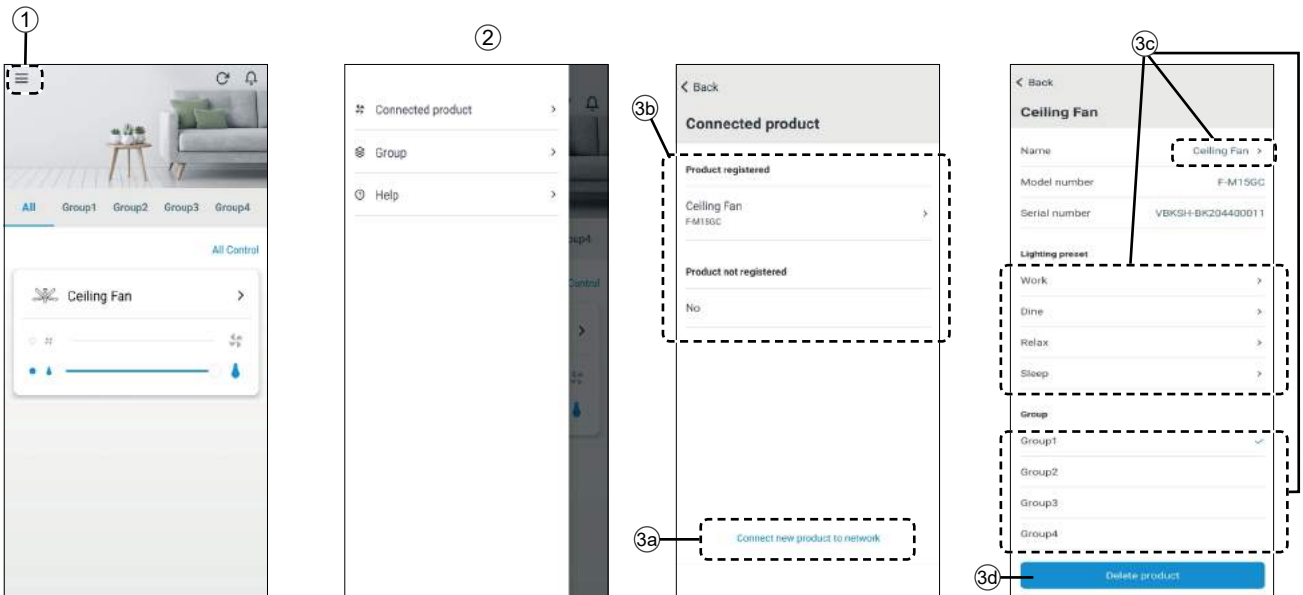 1
All Group1 Group2 Group3 Group4
All Control
Ceiling Fan
2
Connected product
Group
Help
oup4
Control
3b
Back
Connected product
Product registered
Ceiling Fan
F-M15GC
Product not registered
No
3a
Connect new product to network
3c
Back
Ceiling Fan
Name Ceiling Fan
Model number F-M15GC
Serial number VBKSH-BK204400011
Lighting preset
Work
Dine
Relax
Sleep
Group
Group1
Group2
Group3
Group4
3d
Delete product